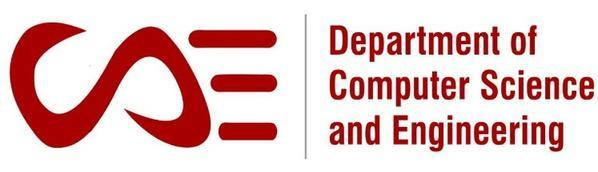 CSE
Department of
Computer Science
and Engineering